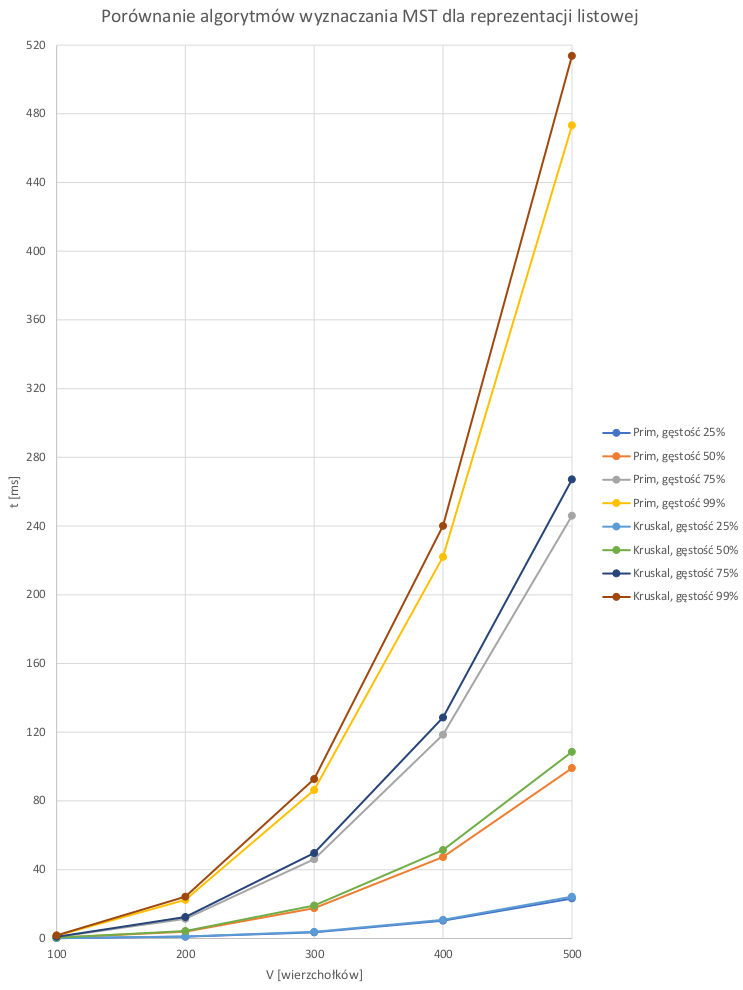 Porównanie algorytmów wyznaczania MST dla reprezentacji listowej
520
480
440
400
360
320
280
240
200
160
120
80
40
0
t [ms]
100 200 300 400 500
V [wierzchołków]
Prim, gęstość 25%
Prim, gęstość 50%
Prim, gęstość 75%
Prim, gęstość 99%
Kruskal, gęstość 25%
Kruskal, gęstość 50%
Kruskal, gęstość 75%
Kruskal, gęstość 99%